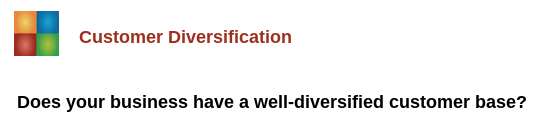 Customer Diversification
Does your business have a well-diversified customer base?